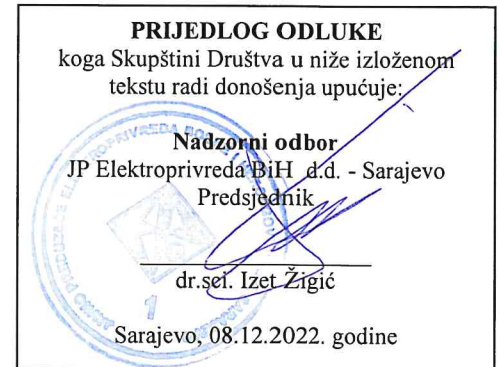 PRIJEDLOG ODLUKE
koga Skupštini Društva u niže izloženom
tekstu radi donošenja upućuje:
Nadzorni odbor
JP Elektroprivreda BiH d.d. - Sarajevo
Predsjednik
dr.sci. Izet Žigić
Sarajevo, 08.12.2022. godine
1